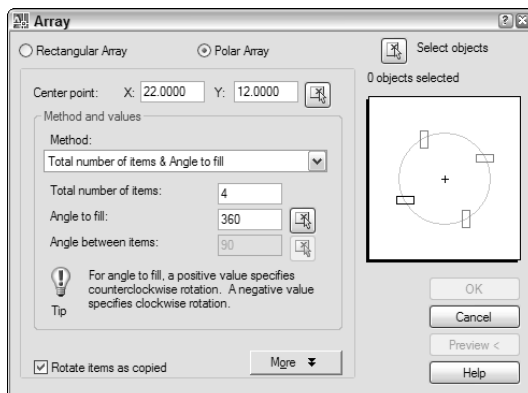 Array
Rectangular Array
Polar Array
Select objects
0 objects selected
Center point: X: 22.0000 Y: 12.0000
Method and values
Method:
Total number of items & Angle to fill
Total number of items: 4
Angle to fill: 360
Angle between items: 90
Tip
For angle to fill, a positive value specifies
counterclockwise rotation. A negative value
specifies clockwise rotation.
Rotate items as copied
More
OK
Cancel
Preview <
Help